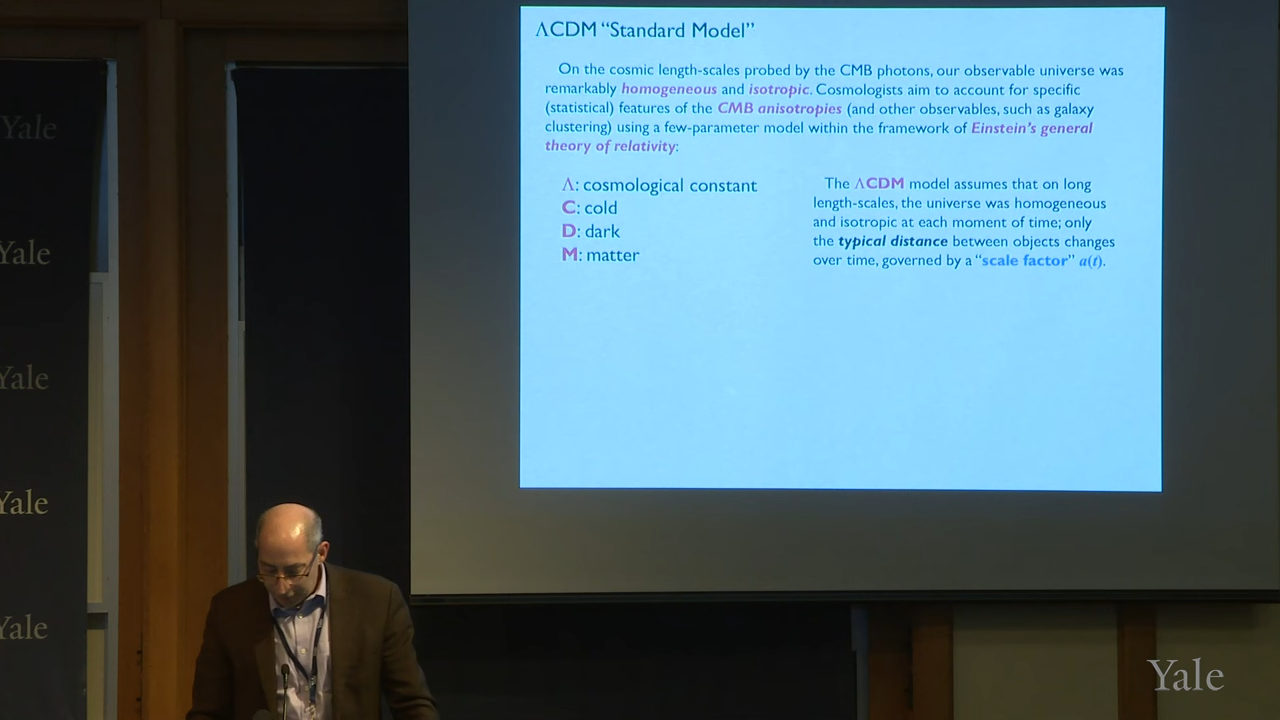 ΛCDM “Standard Model”
On the cosmic length-scales probed by the CMB photons, our observable universe was
remarkably homogeneous and isotropic. Cosmologists aim to account for specific
(statistical) features of the CMB anisotropies (and other observables, such as galaxy
clustering) using a few-parameter model within the framework of Einstein’s general
theory of relativity:
Λ: cosmological constant
C: cold
D: dark
M: matter
The ΛCDM model assumes that on long
length-scales, the universe was homogeneous
and isotropic at each moment of time; only
the typical distance between objects changes
over time, governed by a “scale factor” a(t).
Yale
Yale
Yale
Yale
Yale
Yale